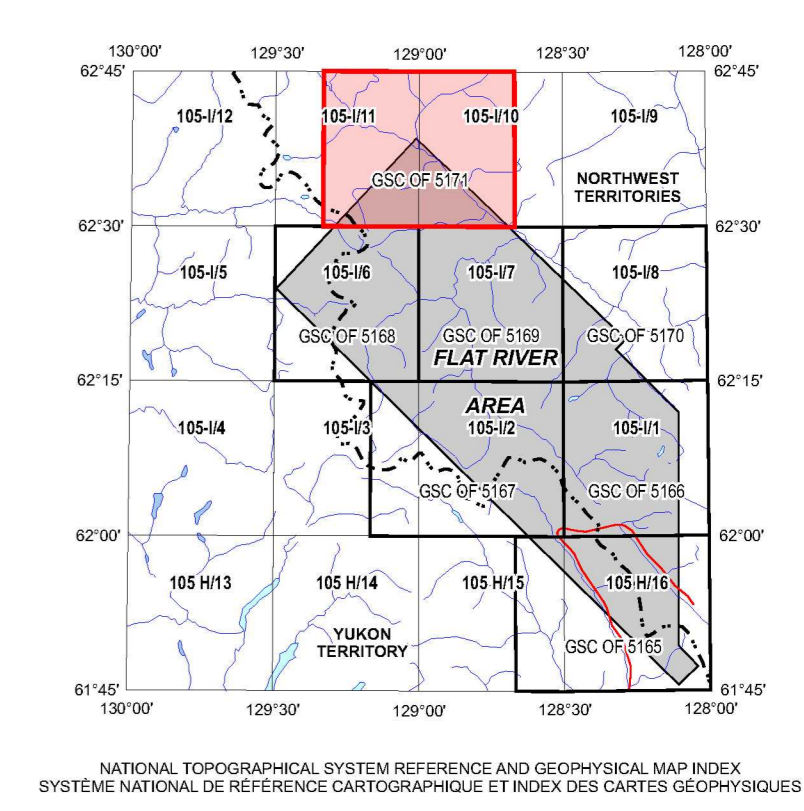 130°00' 129°30' 129°00' 128°30' 128°00'
62°45' 62°45'
105-I/12 105-I/11 105-I/10 105-I/9
GSC OF 5171
NORTHWEST
TERRITORIES
62°30' 62°30'
105-I/5 105-I/6 105-I/7 105-I/8
GSC OF 5168 GSC OF 5169 GSC OF 5170
FLAT RIVER
62°15' 62°15'
AREA
105-I/4 105-I/3 105-I/2 105-I/1
GSC OF 5167 GSC OF 5166
62°00' 62°00'
105 H/13 105 H/14 105 H/15 105 H/16
YUKON
TERRITORY
GSC OF 5165
61°45' 61°45'
130°00' 129°30' 129°00' 128°30' 128°00'
NATIONAL TOPOGRAPHICAL SYSTEM REFERENCE AND GEOPHYSICAL MAP INDEX
SYSTÈME NATIONAL DE RÉFÉRENCE CARTOGRAPHIQUE ET INDEX DES CARTES GÉOPHYSIQUES